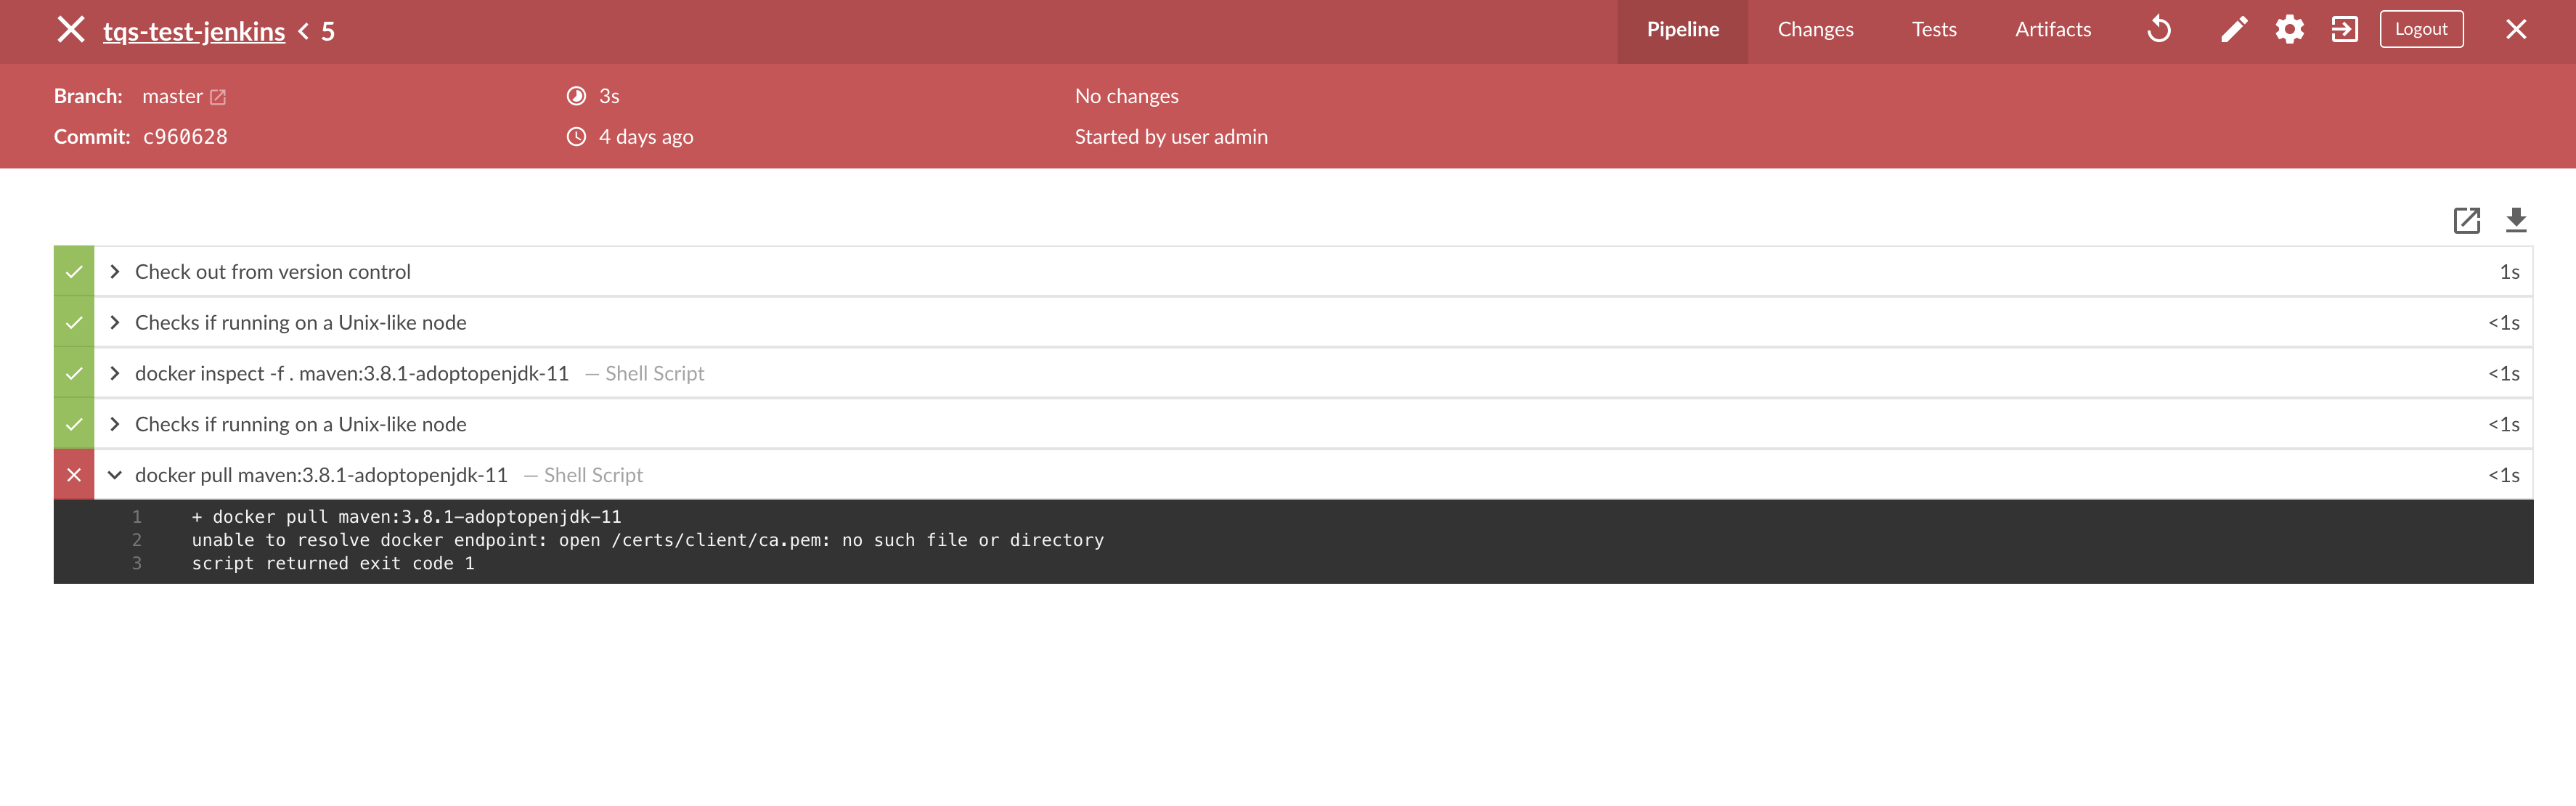 tqs-test-jenkins < 5
Pipeline Changes Tests Artifacts Logout
Branch: master 3s No changes
Commit: c960628 4 days ago Started by user admin
Check out from version control 1s
Checks if running on a Unix-like node <1s
docker inspect -f . maven:3.8.1-adoptopenjdk-11 — Shell Script <1s
Checks if running on a Unix-like node <1s
docker pull maven:3.8.1-adoptopenjdk-11 — Shell Script <1s
1 + docker pull maven:3.8.1-adoptopenjdk-11
2 unable to resolve docker endpoint: open /certs/client/ca.pem: no such file or directory
3 script returned exit code 1